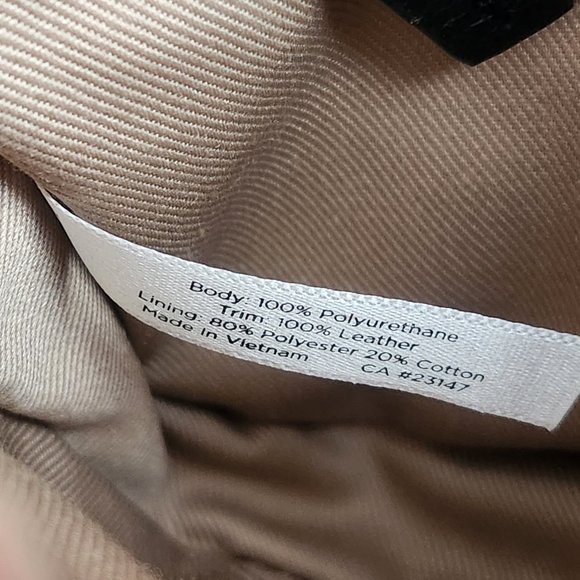 Body: 100% Polyurethane
Trim: 100% Leather
Lining: 80% Polyester 20% Cotton
Made In Vietnam CA #23147